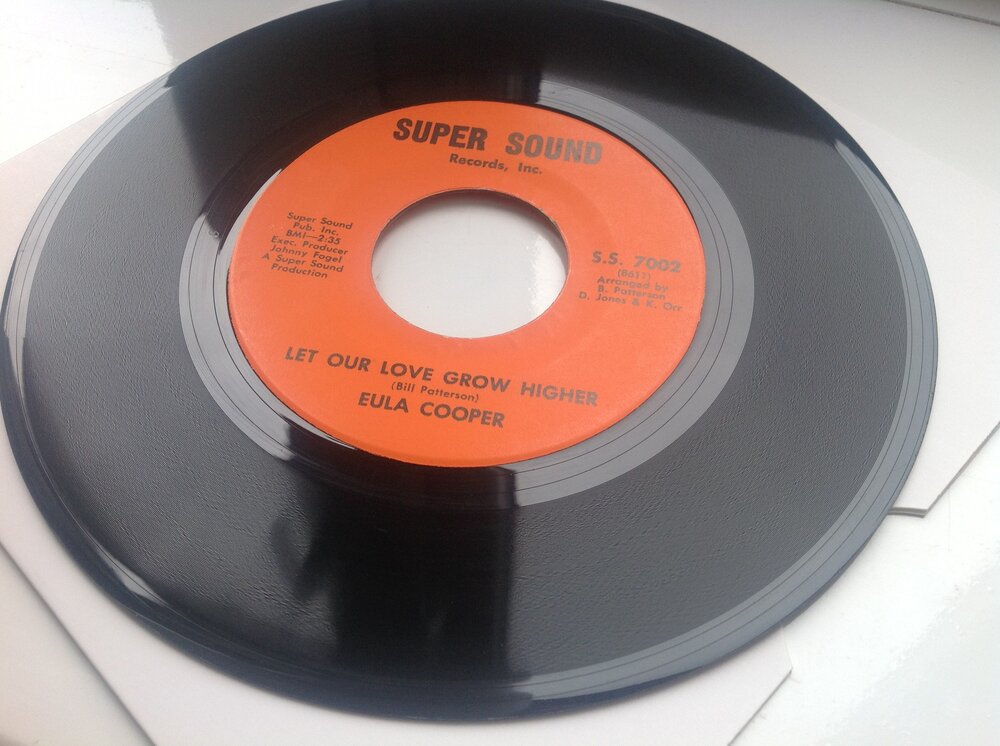 SUPER SOUND
Records, Inc.
Super Sound
Pub. Inc.
BMI—2:35
Exec. Producer
Johnny Fogel
A Super Sound
Production
S.S. 7002
(8611)
Arranged by
B. Patterson
D. Jones & K. Orr
LET OUR LOVE GROW HIGHER
(Bill Patterson)
EULA COOPER